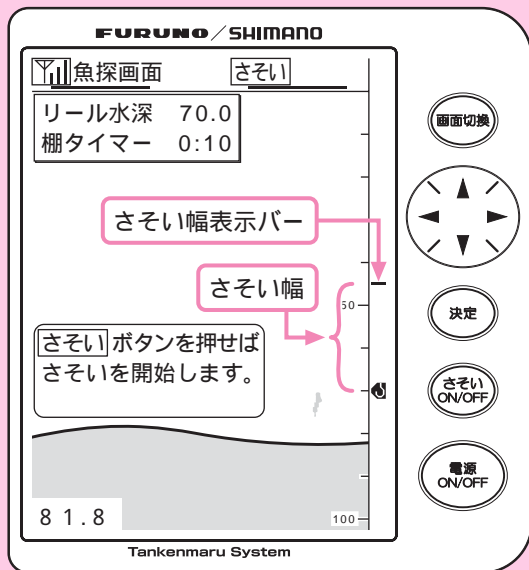 FURUNO/SHIMANO
魚探画面 さそい
リール水深 70.0
棚タイマー 0:10
画面切換
さそい幅表示バー
さそい幅
50
決定
さそいボタンを押せば
さそいを開始します。
さそい
ON/OFF
電源
ON/OFF
81.8
100
Tankenmaru System